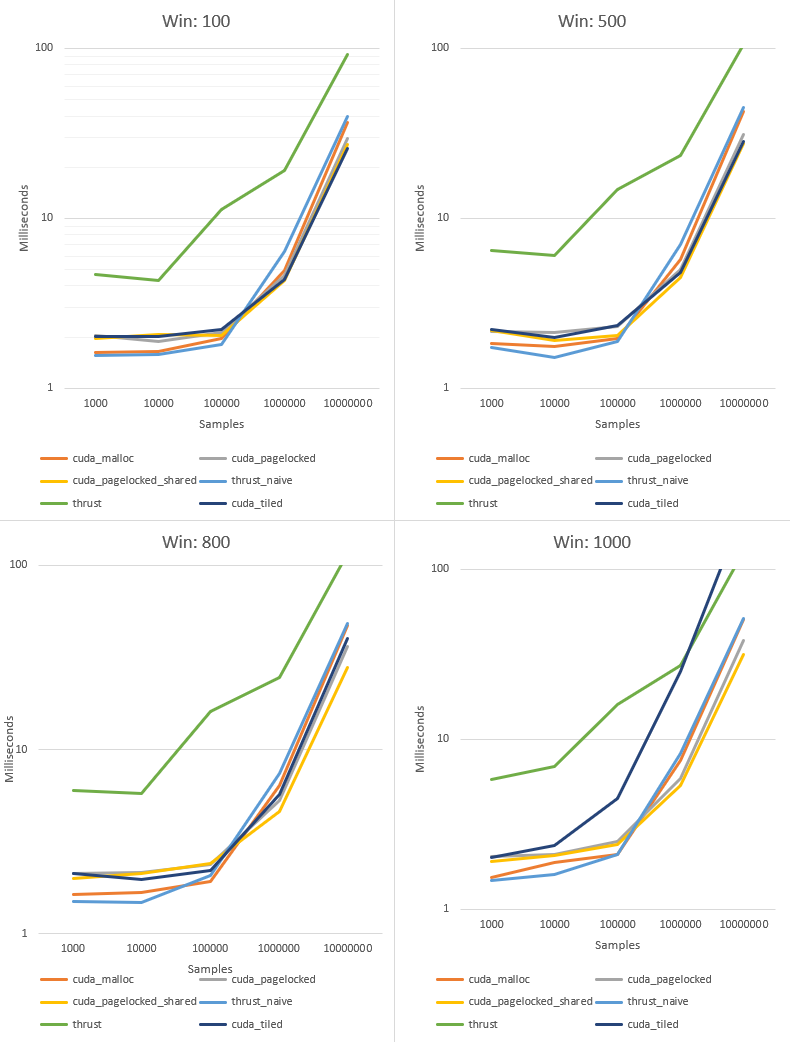 Win: 100
100
10
1
Milliseconds
1000 10000 100000 1000000 10000000
Samples
cuda_malloc cuda_pagelocked
cuda_pagelocked_shared thrust_naive
thrust cuda_tiled
Win: 500
100
10
1
Milliseconds
1000 10000 100000 1000000 10000000
Samples
cuda_malloc cuda_pagelocked
cuda_pagelocked_shared thrust_naive
thrust cuda_tiled
Win: 800
100
10
1
Milliseconds
1000 10000 100000 1000000 10000000
Samples
cuda_malloc cuda_pagelocked
cuda_pagelocked_shared thrust_naive
thrust cuda_tiled
Win: 1000
100
10
1
Milliseconds
1000 10000 100000 1000000 10000000
Samples
cuda_malloc cuda_pagelocked
cuda_pagelocked_shared thrust_naive
thrust cuda_tiled